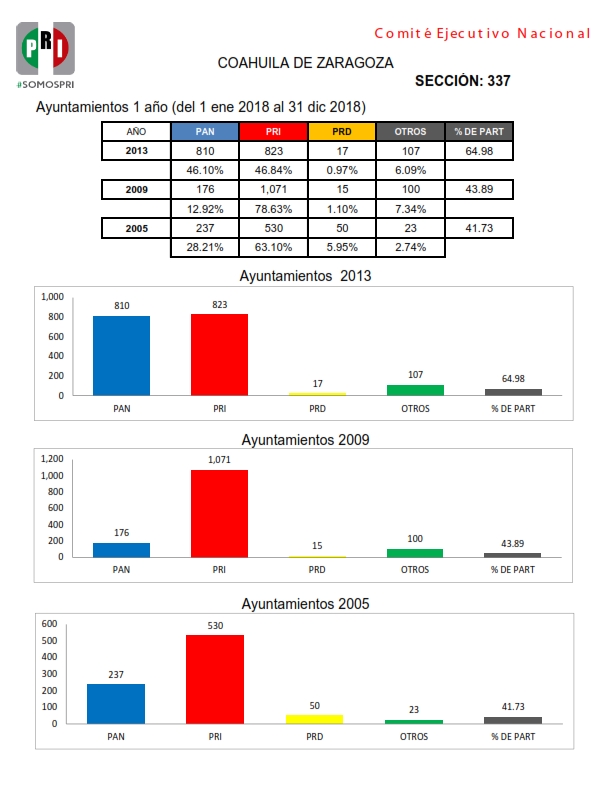 Comité Ejecutivo Nacional
PRI
#SOMOSPRI
COAHUILA DE ZARAGOZA
SECCIÓN: 337
Ayuntamientos 1 año (del 1 ene 2018 al 31 dic 2018)
AÑO PAN PRI PRD OTROS % DE PART
2013 810 823 17 107 64.98
46.10% 46.84% 0.97% 6.09%
2009 176 1,071 15 100 43.89
12.92% 78.63% 1.10% 7.34%
2005 237 530 50 23 41.73
28.21% 63.10% 5.95% 2.74%
Ayuntamientos 2013
1,000
800
600
400
200
0
810 823 17 107 64.98
PAN PRI PRD OTROS % DE PART
Ayuntamientos 2009
1,200
1,000
800
600
400
200
0
176 1,071 15 100 43.89
PAN PRI PRD OTROS % DE PART
Ayuntamientos 2005
600
500
400
300
200
100
0
237 530 50 23 41.73
PAN PRI PRD OTROS % DE PART